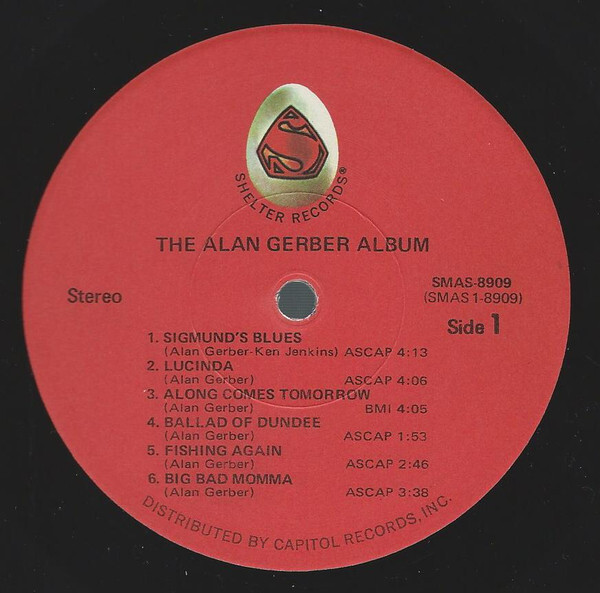 S
SHELTER RECORDS®
THE ALAN GERBER ALBUM
Stereo
SMAS-8909
(SMAS 1-8909)
Side 1
1. SIGMUND'S BLUES
(Alan Gerber-Ken Jenkins) ASCAP 4:13
2. LUCINDA
(Alan Gerber) ASCAP 4:06
3. ALONG COMES TOMORROW
(Alan Gerber) BMI 4:05
4. BALLAD OF DUNDEE
(Alan Gerber) ASCAP 1:53
5. FISHING AGAIN
(Alan Gerber) ASCAP 2:46
6. BIG BAD MOMMA
(Alan Gerber) ASCAP 3:38
DISTRIBUTED BY CAPITOL RECORDS, INC.